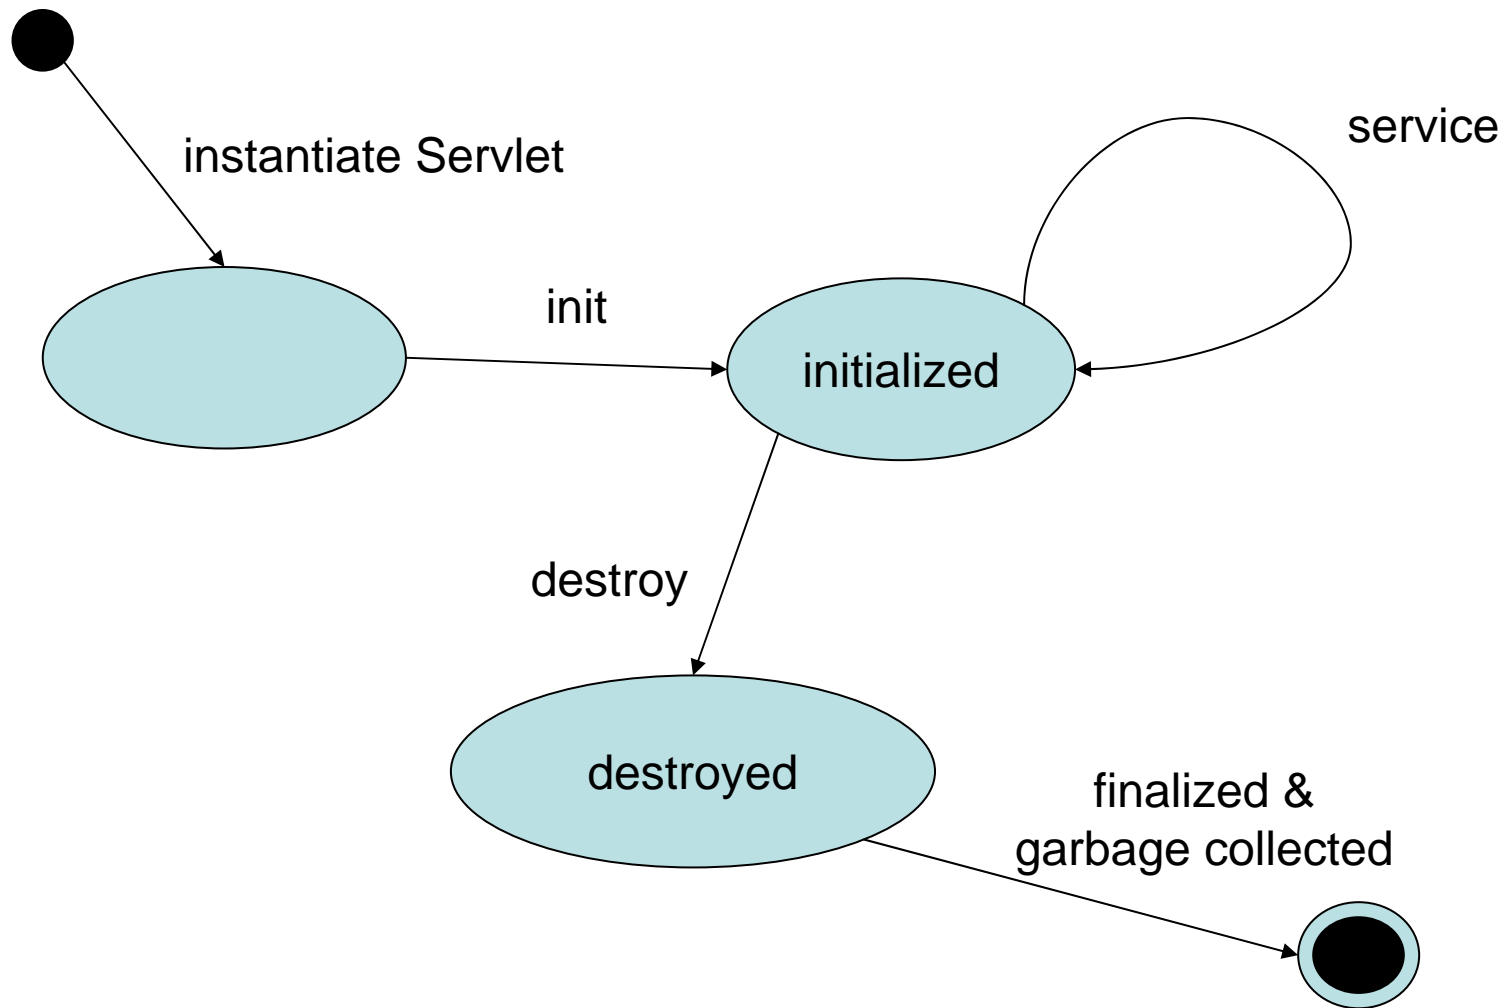 instantiate Servlet
service
init
initialized
destroy
destroyed
finalized &
garbage collected